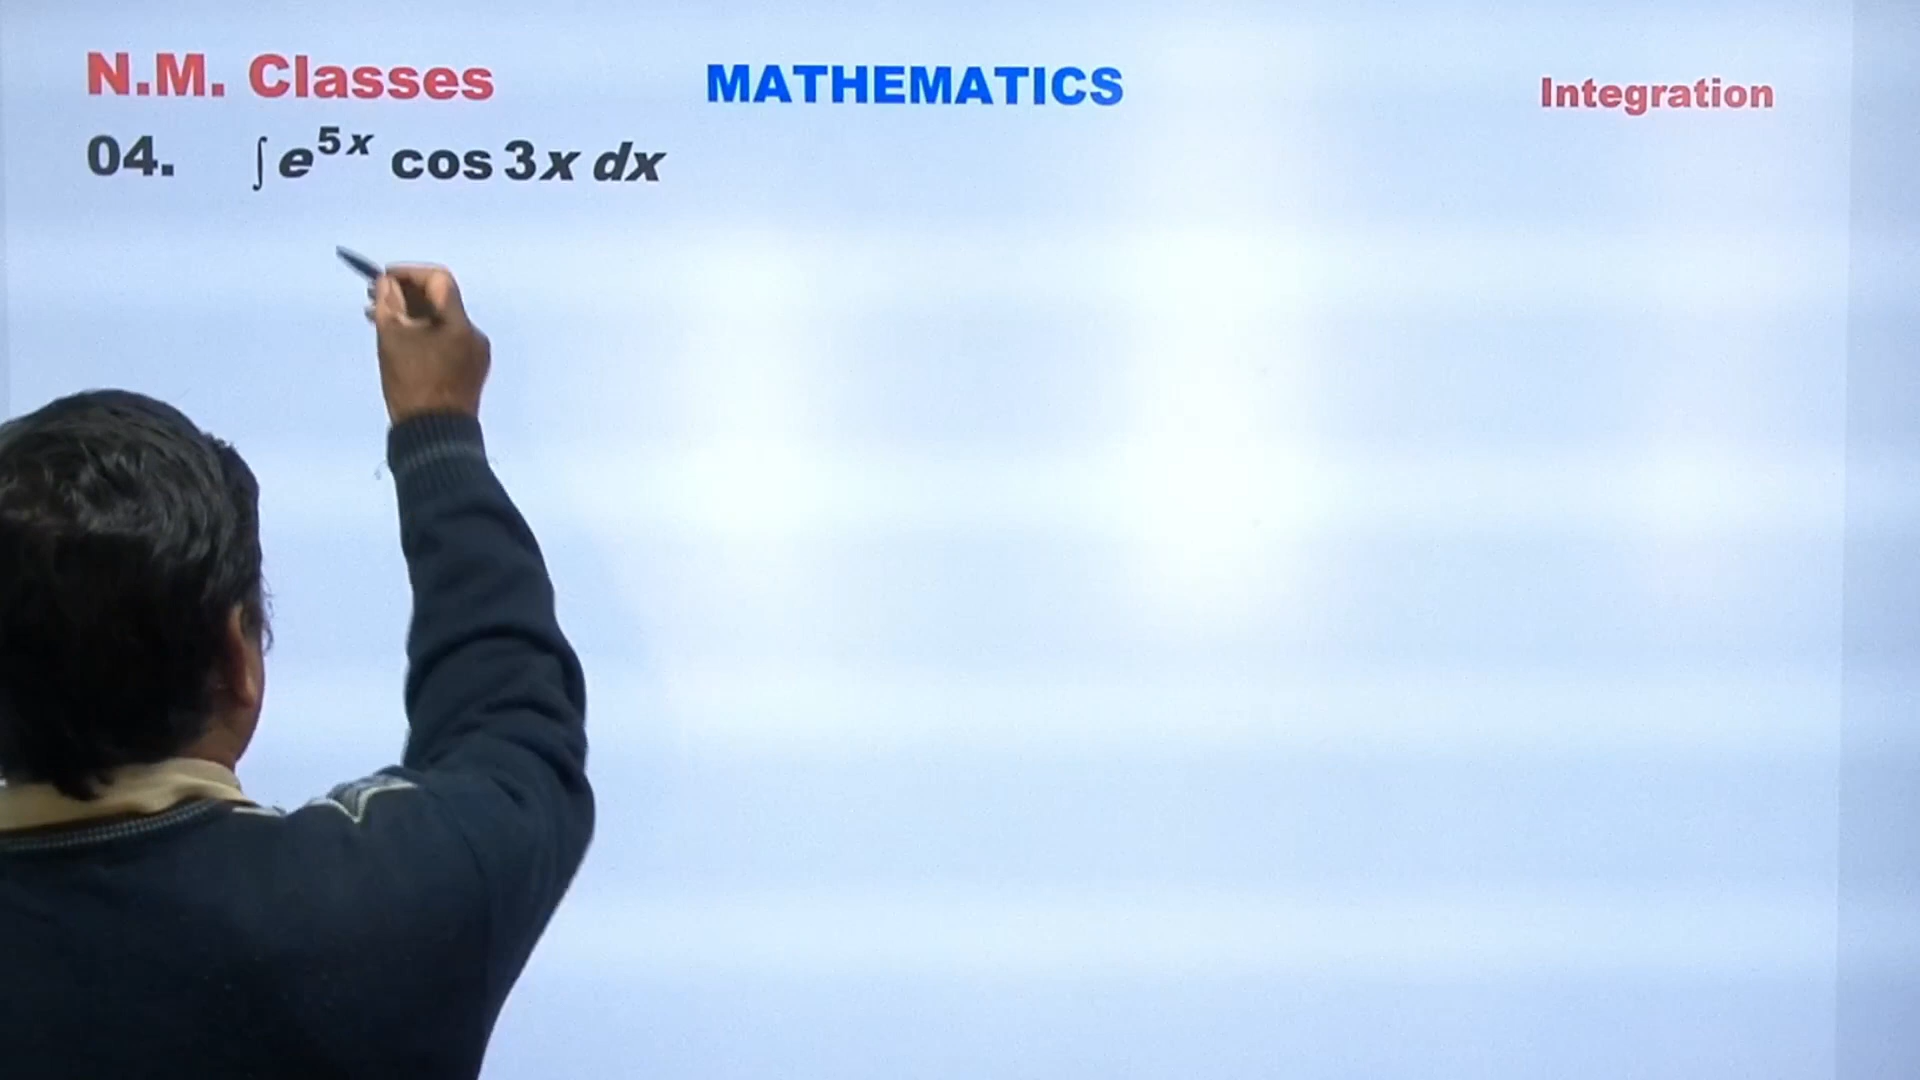 N.M. Classes MATHEMATICS Integration
04. ∫ e^{5x} cos 3x dx